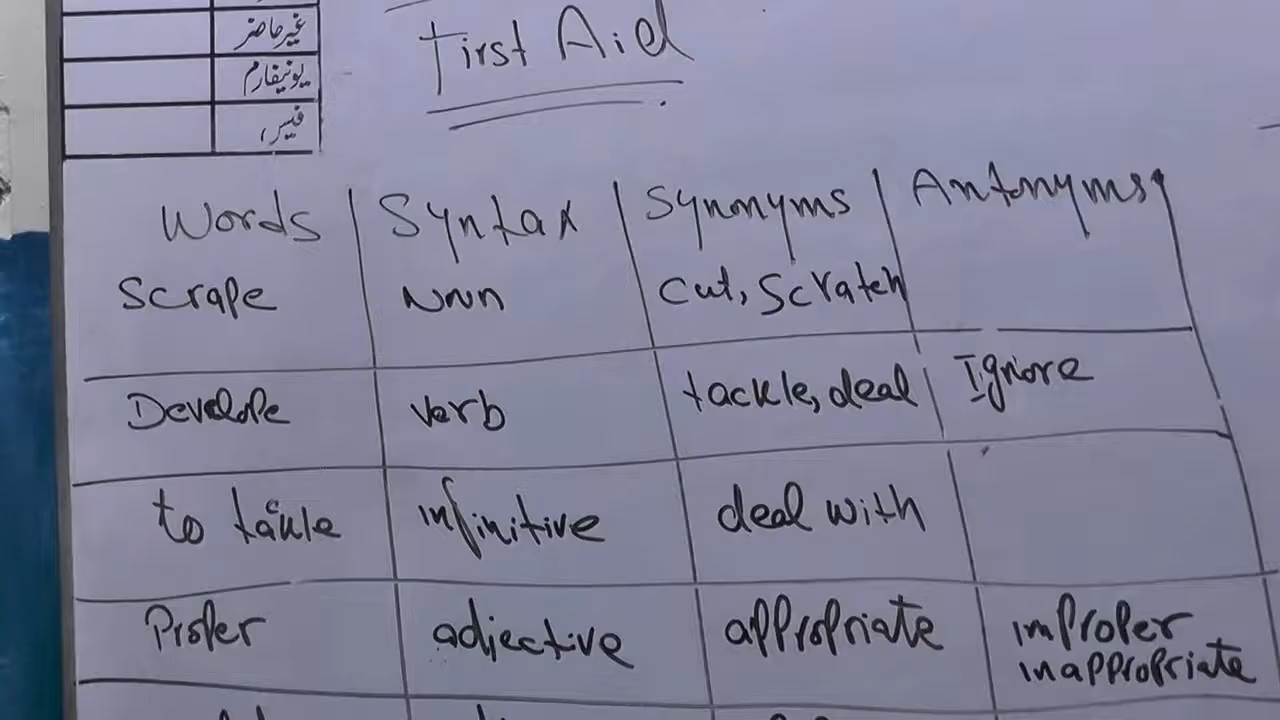 غیر حاضر
یونیفارم
فیس،
First Aid
Words Syntax Synonyms Antonyms
Scrape Noun cut, scratch
Develope verb tackle, deal Ignore
to tackle infinitive deal with
Proper adjective appropriate improper
inappropriate